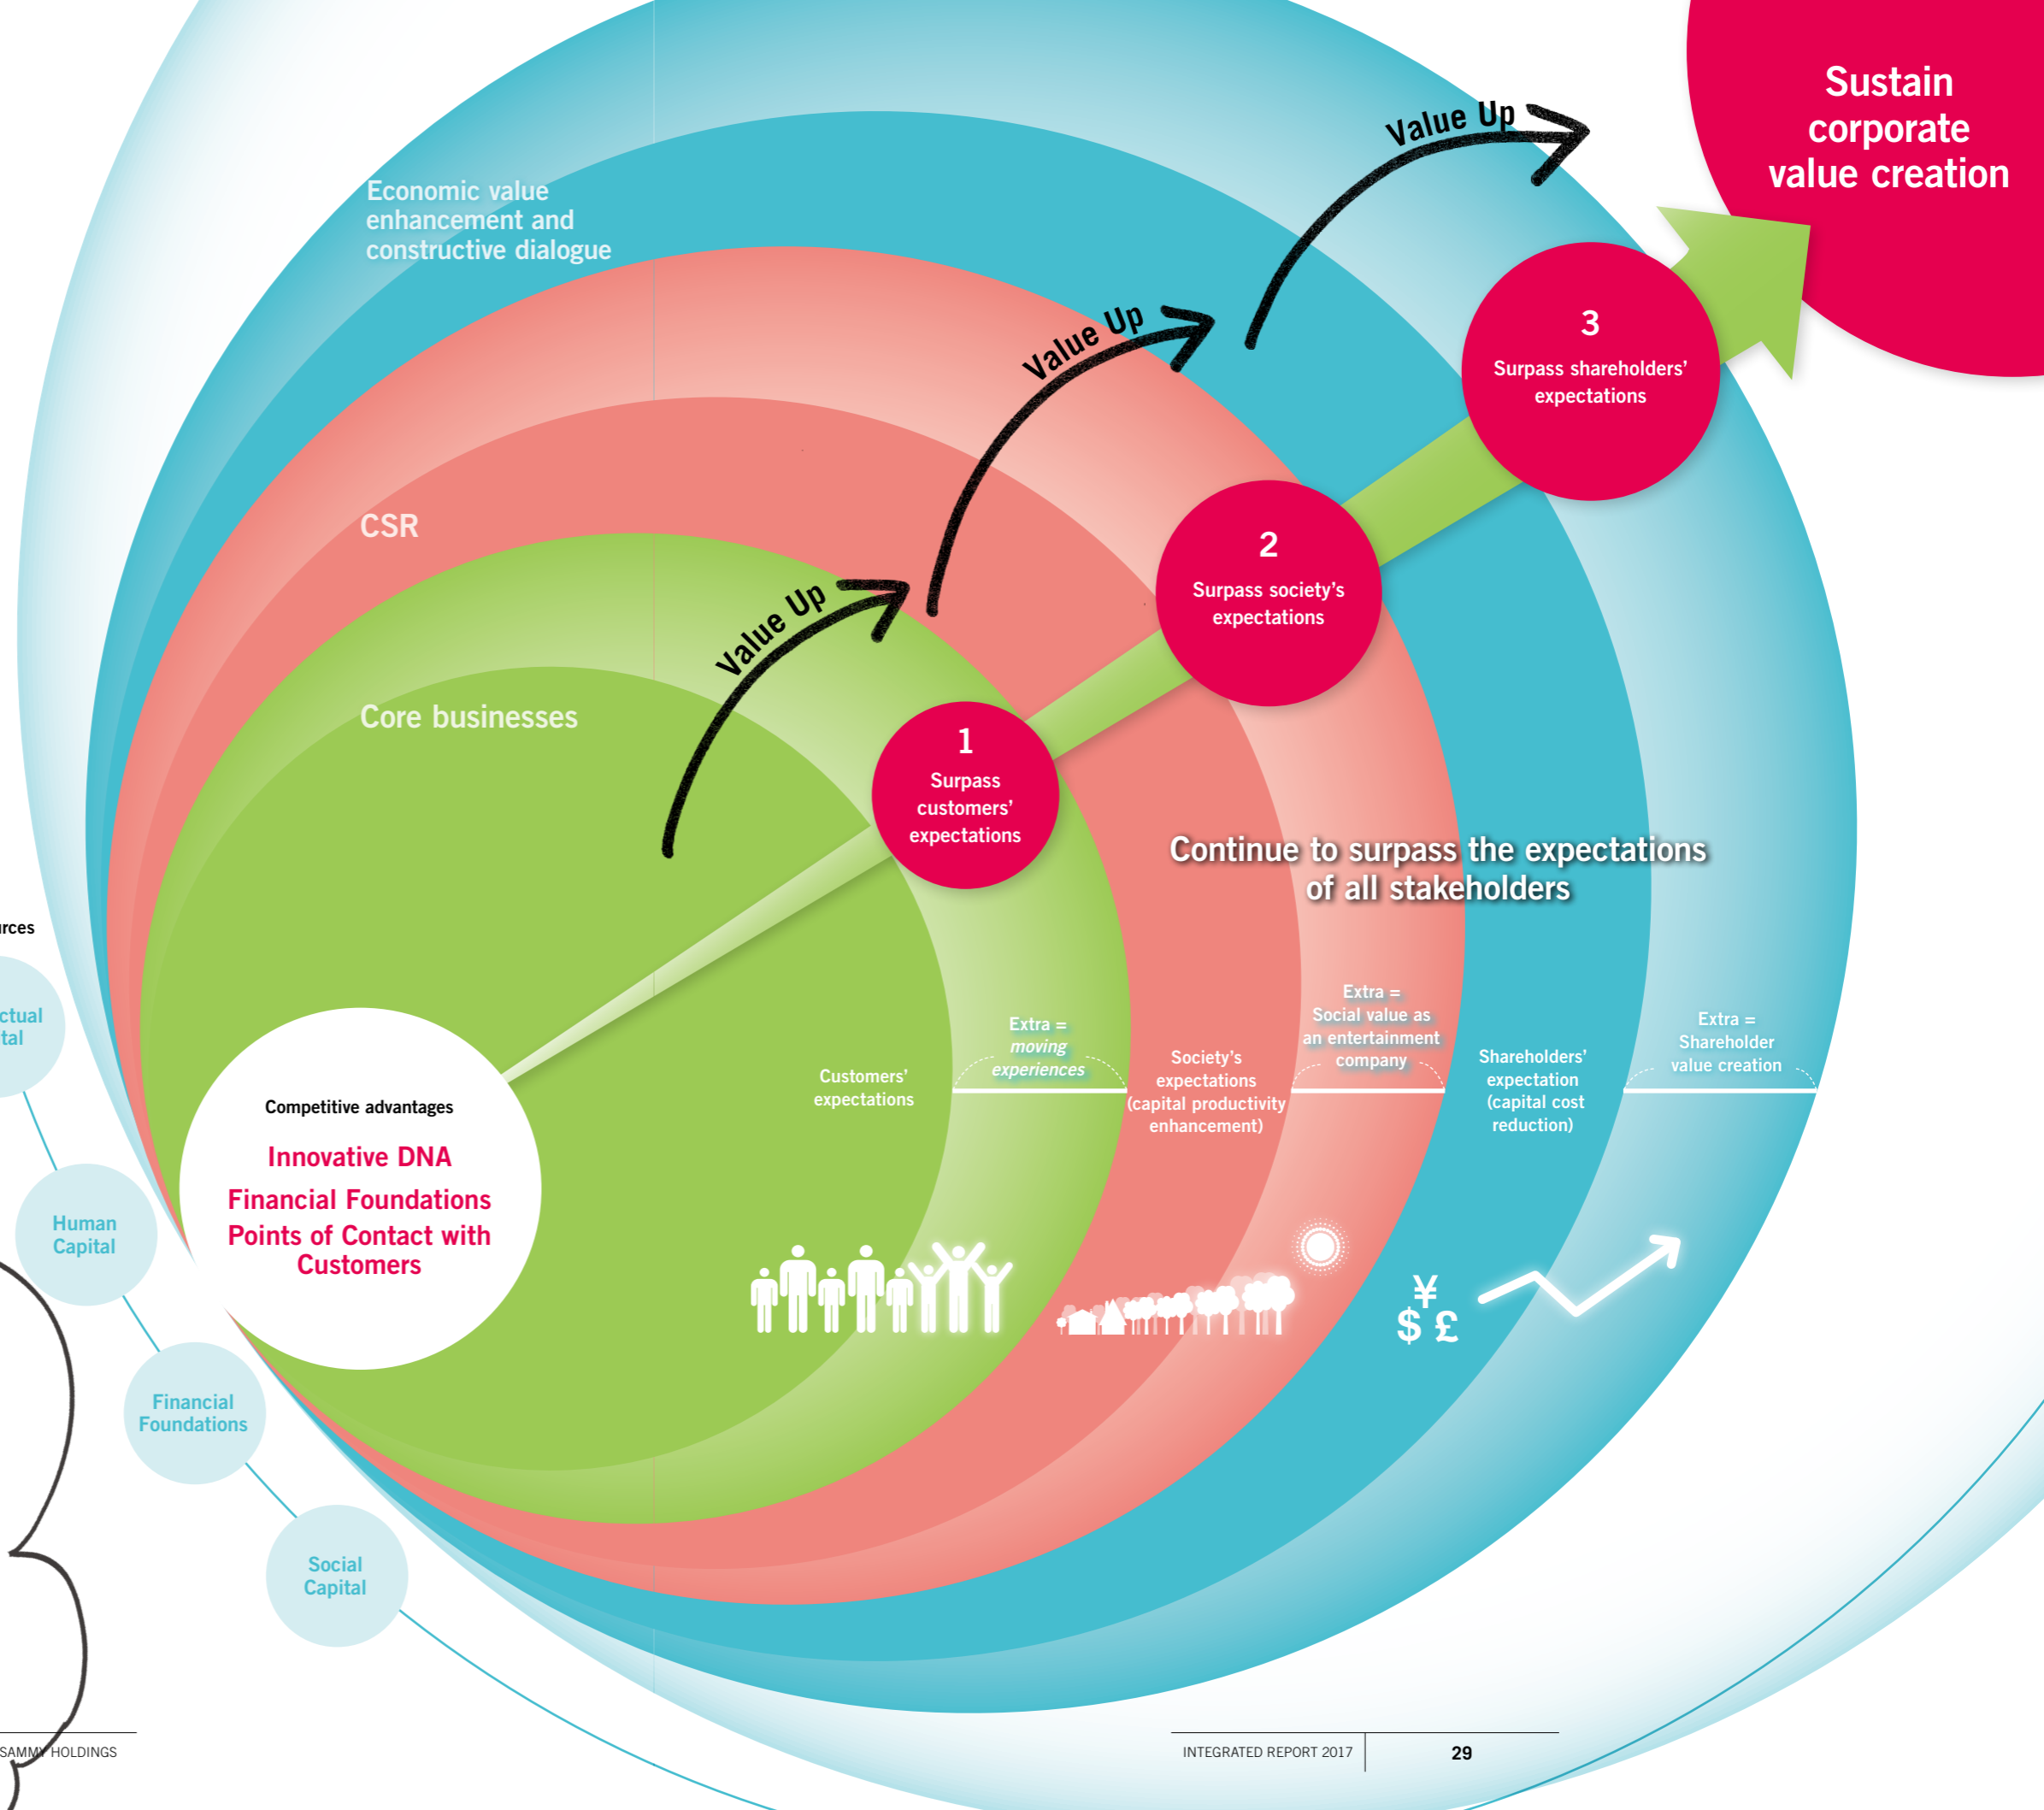 Sustain
corporate
value creation
Value Up
Economic value
enhancement and
constructive dialogue
Value Up
3
Surpass shareholders'
expectations
CSR
2
Surpass society's
expectations
Value Up
Core businesses
1
Surpass
customers'
expectations
Continue to surpass the expectations
of all stakeholders
Extra =
moving
experiences
Extra =
Social value as
an entertainment
company
Extra =
Shareholder
value creation
Customers'
expectations
Society's
expectations
(capital productivity
enhancement)
Shareholders'
expectation
(capital cost
reduction)
Competitive advantages
Innovative DNA
Financial Foundations
Points of Contact with
Customers
Human
Capital
Financial
Foundations
Social
Capital
¥
$ £
SAMMY HOLDINGS
INTEGRATED REPORT 2017
29